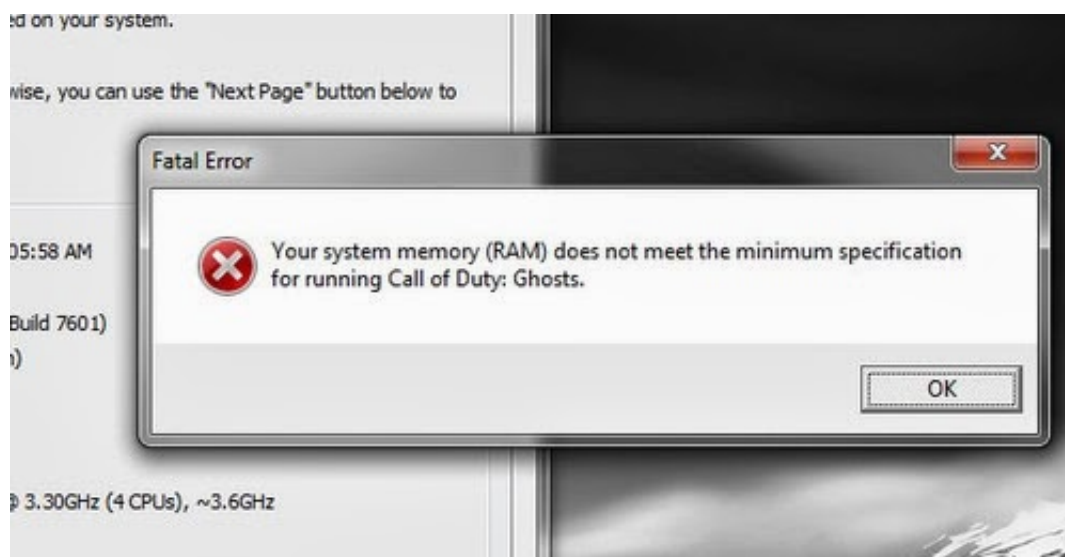 ed on your system.
wise, you can use the "Next Page" button below to
Fatal Error
05:58 AM
Your system memory (RAM) does not meet the minimum specification
for running Call of Duty: Ghosts.
Build 7601)
)
OK
3.30GHz (4 CPUs), ~3.6GHz